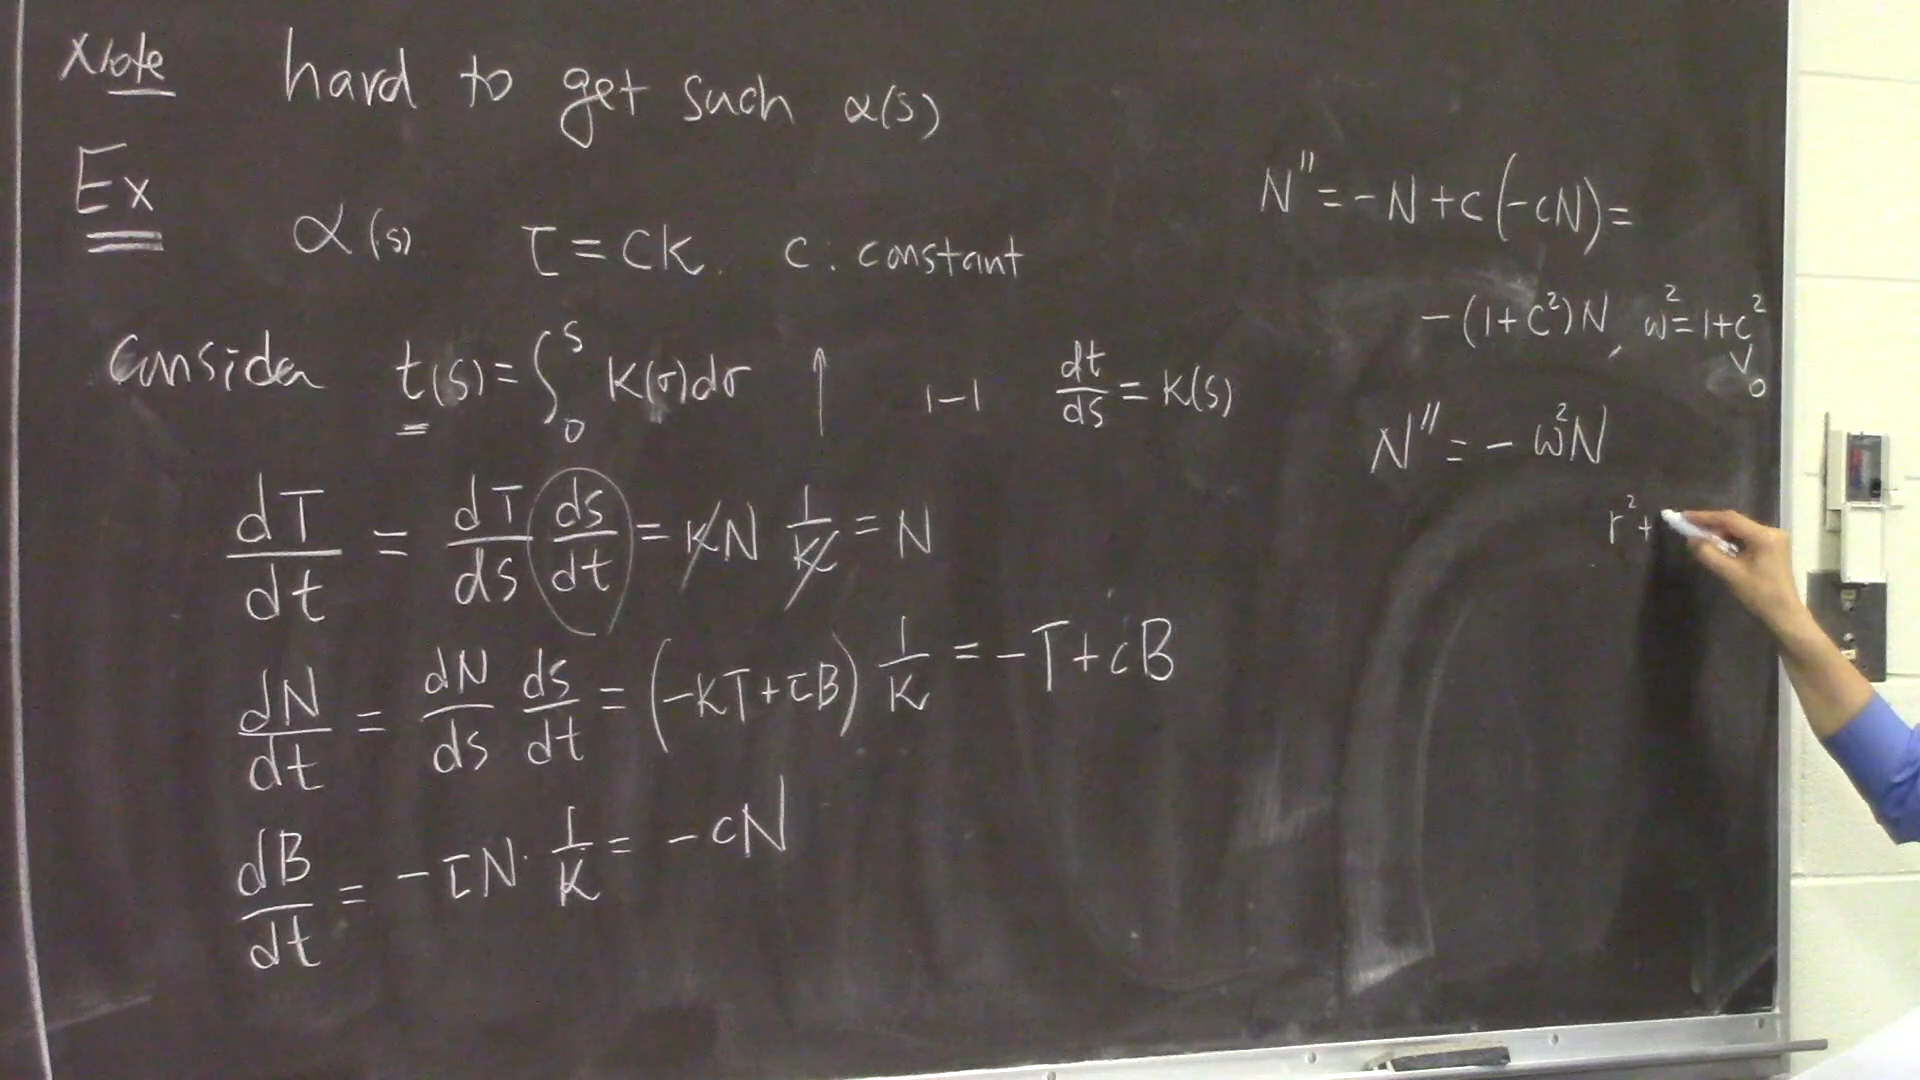 Note hard to get such α(s)
Ex α(s) τ = cκ. c: constant
Consider t(s) = ∫₀ˢ κ(σ)dσ ↑ 1-1 dt/ds = κ(s)
dT/dt = dT/ds ds/dt = κN 1/κ = N
dN/dt = dN/ds ds/dt = (-κT+τB) 1/κ = -T+cB
dB/dt = -τN · 1/κ = -cN
N'' = -N+c(-cN) =
-(1+c²)N, ω² = 1+c²
∨
0
N'' = -ω²N
r²+